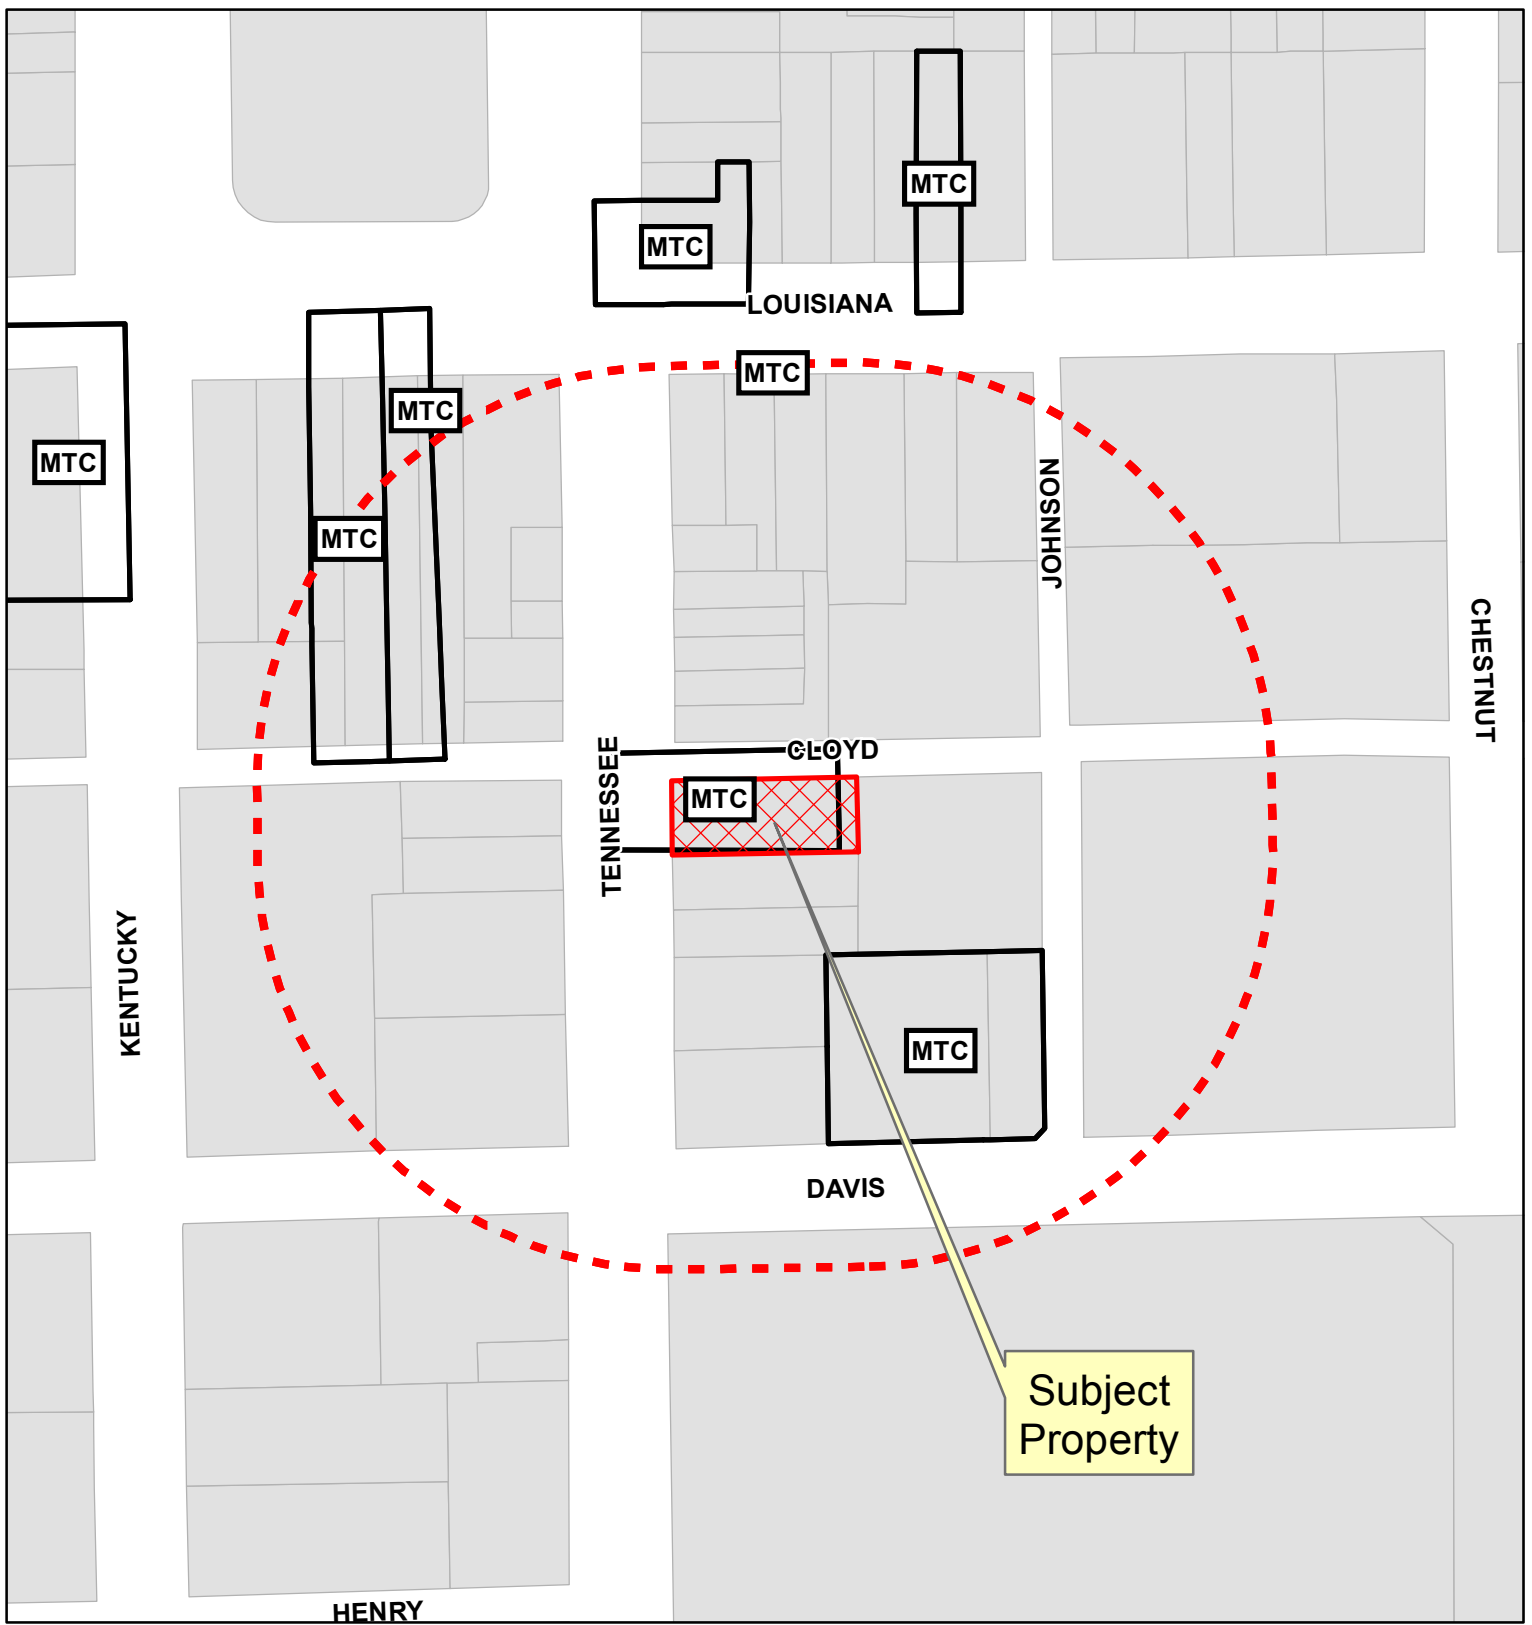 MTC
MTC
LOUISIANA
MTC
MTC
MTC
JOHNSON
MTC
CHESTNUT
CLOYD
TENNESSEE
MTC
KENTUCKY
MTC
DAVIS
Subject
Property
HENRY